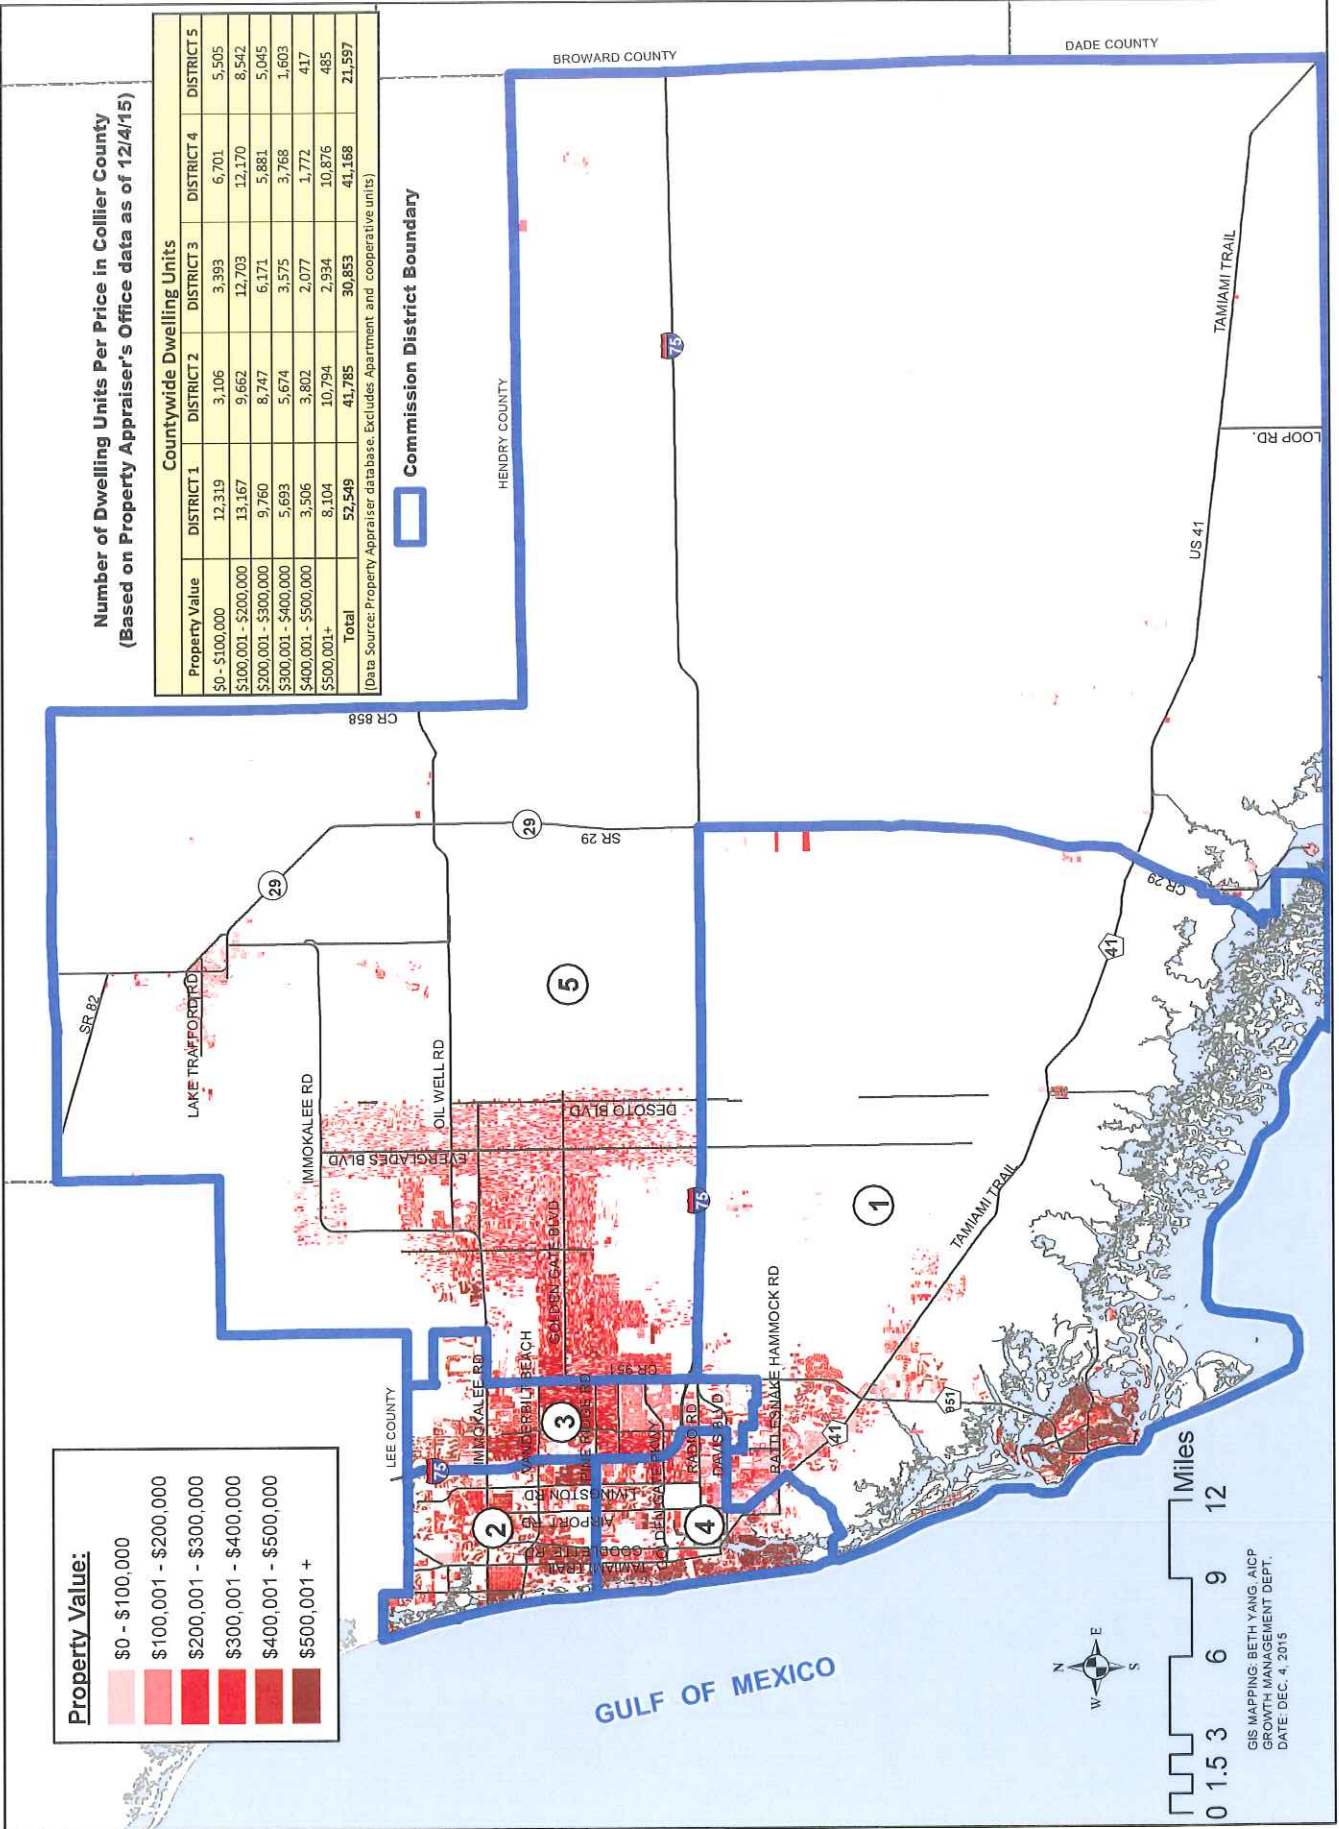 Number of Dwelling Units Per Price in Collier County
(Based on Property Appraiser's Office data as of 12/4/15)
Countywide Dwelling Units
Property Value DISTRICT 1 DISTRICT 2 DISTRICT 3 DISTRICT 4 DISTRICT 5
$0 - $100,000 12,319 3,106 3,393 6,701 5,505
$100,001 - $200,000 13,167 9,662 12,703 12,170 8,542
$200,001 - $300,000 9,760 8,747 6,171 5,881 5,045
$300,001 - $400,000 5,693 5,674 3,575 3,768 1,603
$400,001 - $500,000 3,506 3,802 2,077 1,772 417
$500,001+ 8,104 10,794 2,934 10,876 485
Total 52,549 41,785 30,853 41,168 21,597
(Data Source: Property Appraiser database. Excludes Apartment and cooperative units)
Commission District Boundary
Property Value:
$0 - $100,000
$100,001 - $200,000
$200,001 - $300,000
$300,001 - $400,000
$400,001 - $500,000
$500,001 +
LEE COUNTY
HENDRY COUNTY
BROWARD COUNTY
DADE COUNTY
SR 82
LAKE TRAFFORD RD
29
CR 858
IMMOKALEE RD
OIL WELL RD
29
SR 29
EVERGLADES BLVD
DESOTO BLVD
5
IMMOKALEE RD
VANDERBILT BEACH
GOLDEN GATE BLVD
CR 951
75
2
3
PINE RIDGE RD
LIVINGSTON RD
AIRPORT RD
GOODLETTE RD
TAMIAMI TRAIL
4
RADIO RD
DAVIS BLVD
75
75
RATTLESNAKE HAMMOCK RD
1
41
951
TAMIAMI TRAIL
41
CR 29
US 41
TAMIAMI TRAIL
LOOP RD.
GULF OF MEXICO
N
W E
S
0 1.5 3 6 9 12
Miles
GIS MAPPING: BETH YANG, AICP
GROWTH MANAGEMENT DEPT.
DATE: DEC. 4, 2015